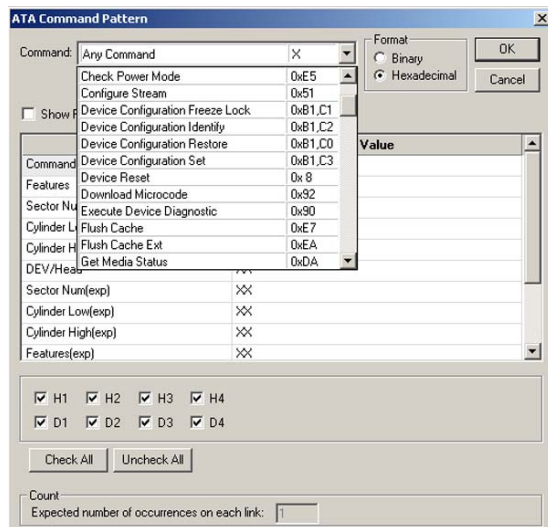 ATA Command Pattern
Command: Any Command X
Format
Binary
Hexadecimal
OK
Cancel
Check Power Mode 0xE5
Configure Stream 0x51
Device Configuration Freeze Lock 0xB1,C1
Device Configuration Identify 0xB1,C2
Device Configuration Restore 0xB1,C0
Device Configuration Set 0xB1,C3
Device Reset 0x 8
Download Microcode 0x92
Execute Device Diagnostic 0x90
Flush Cache 0xE7
Flush Cache Ext 0xEA
Get Media Status 0xDA
Show
Value
Command
Features
Sector Nu
Cylinder L
Cylinder H
DEV/Head XX
Sector Num(exp) XX
Cylinder Low(exp) XX
Cylinder High(exp) XX
Features(exp) XX
H1 H2 H3 H4
D1 D2 D3 D4
Check All Uncheck All
Count
Expected number of occurrences on each link: 1